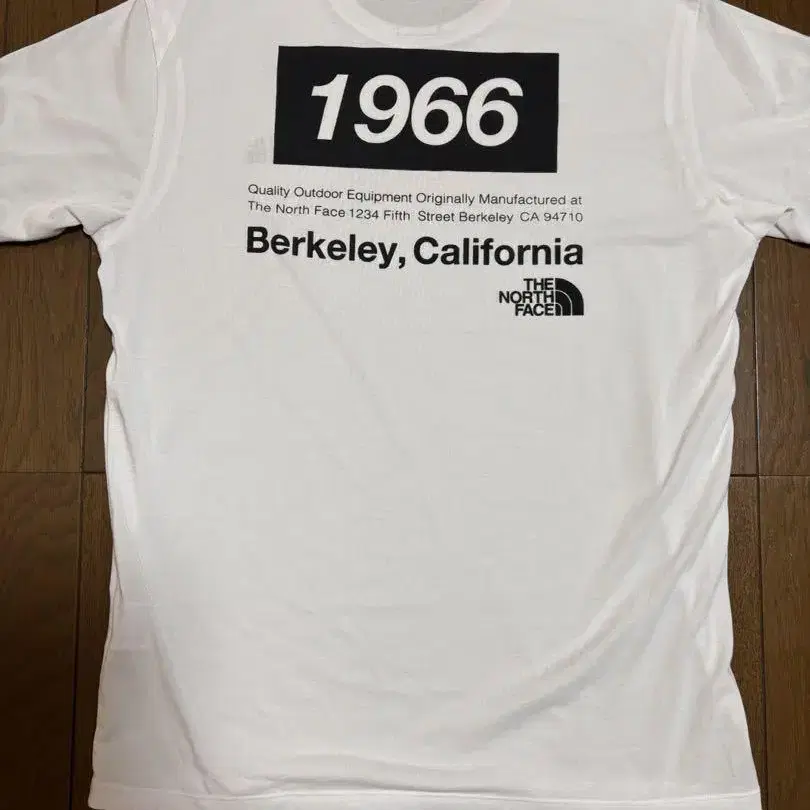 1966
Quality Outdoor Equipment Originally Manufactured at
The North Face 1234 Fifth Street Berkeley CA 94710
Berkeley, California
THE
NORTH
FACE